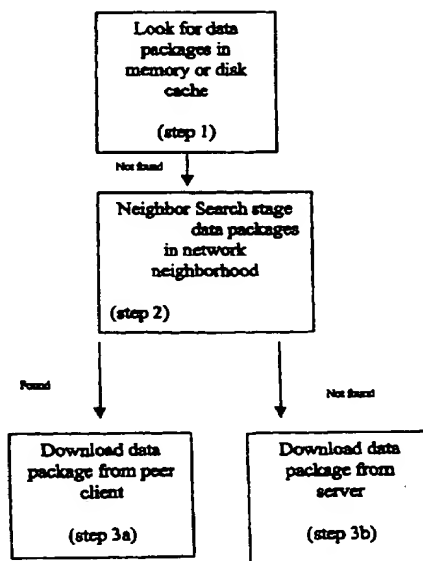 Look for data
packages in
memory or disk
cache
(step 1)
Not found
Neighbor Search stage
data packages
in network
neighborhood
(step 2)
Found
Not found
Download data
package from peer
client
(step 3a)
Download data
package from
server
(step 3b)